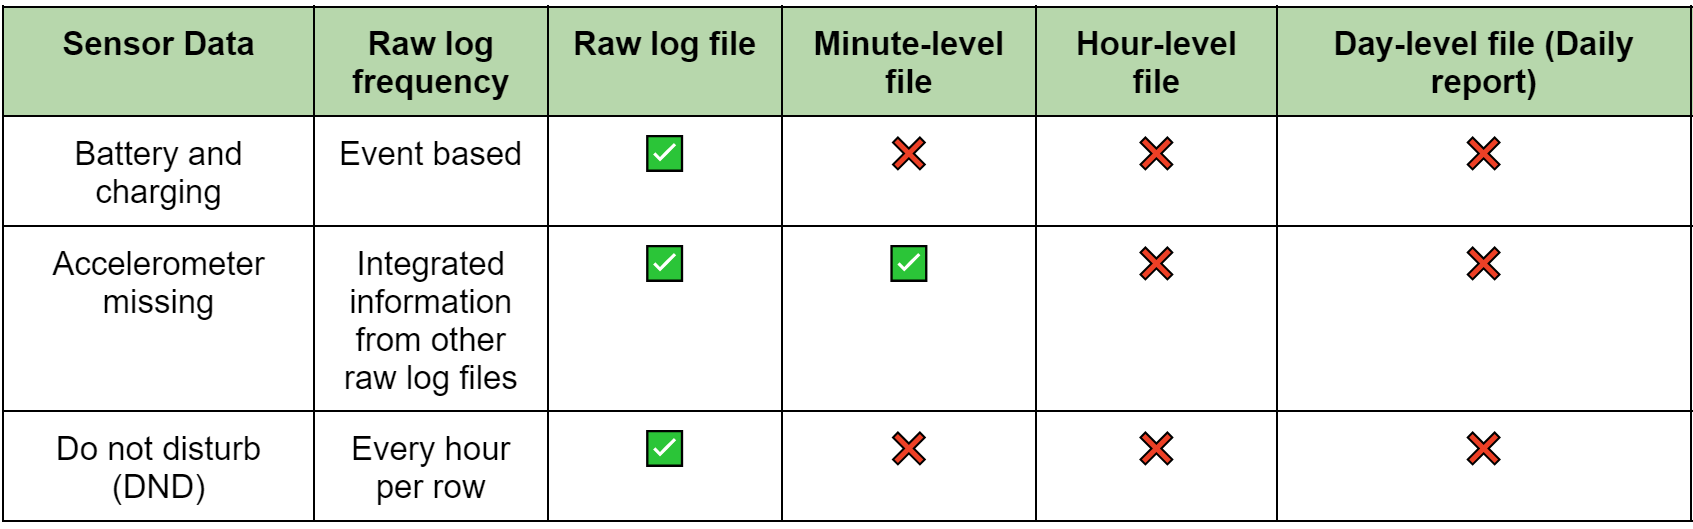 Sensor Data
Raw log
frequency
Raw log file
Minute-level
file
Hour-level
file
Day-level file (Daily
report)
Battery and
charging
Event based
Accelerometer
missing
Integrated
information
from other
raw log files
Do not disturb
(DND)
Every hour
per row